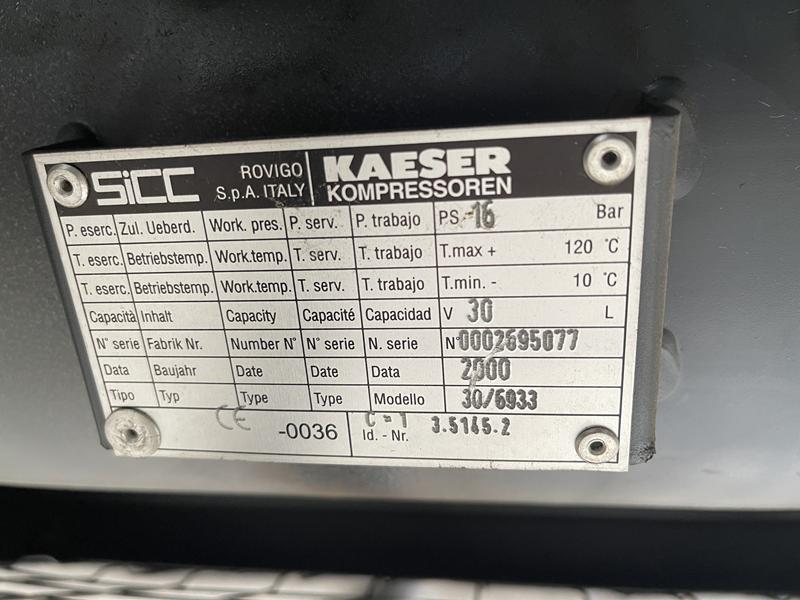 SICC ROVIGO S.p.A. ITALY KAESER KOMPRESSOREN
P. eserc. Zul. Ueberd. Work. pres. P. serv. P. trabajo PS- 16 Bar
T. eserc. Betriebstemp. Work.temp. T. serv. T. trabajo T.max + 120 °C
T. eserc. Betriebstemp. Work.temp. T. serv. T. trabajo T.min. - 10 °C
Capacità Inhalt Capacity Capacité Capacidad V 30 L
N° serie Fabrik Nr. Number N° N° serie N. serie N° 0002695077
Data Baujahr Date Date Data 2000
Tipo Typ Type Type Modello 30/6933
CE -0036 C = 1
Id. - Nr. 3.5145.2